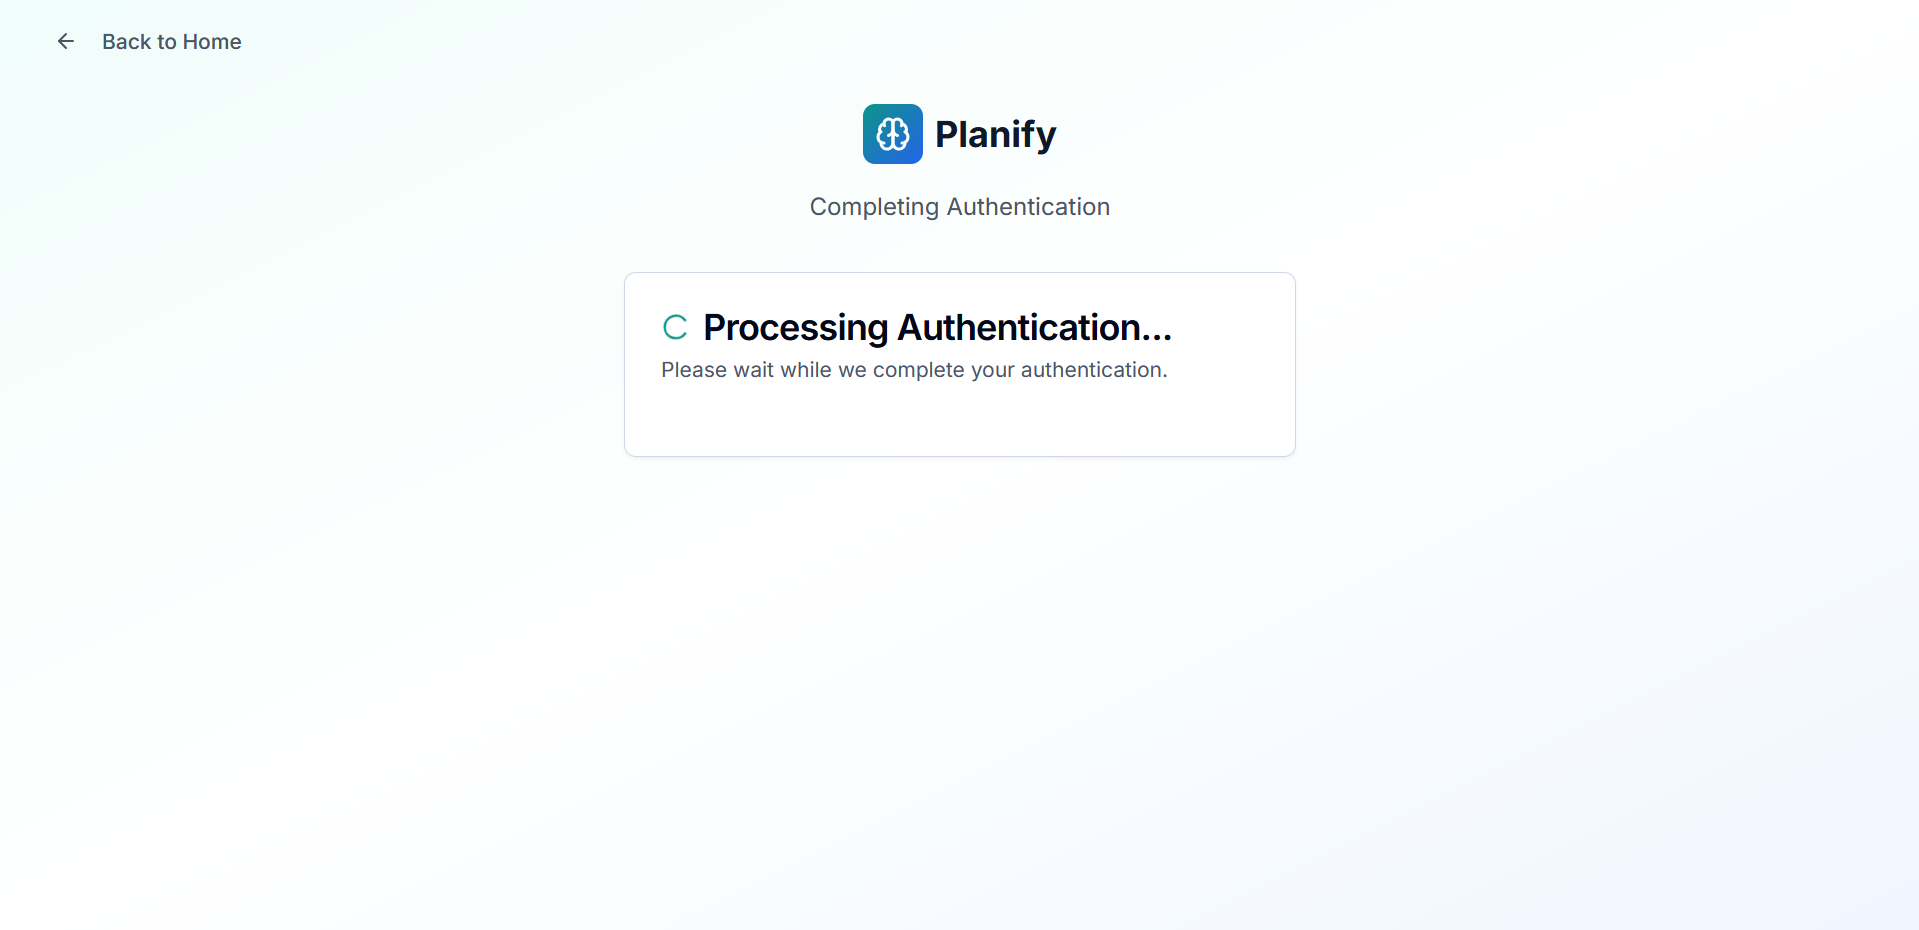 Back to Home
Planify
Completing Authentication
Processing Authentication...
Please wait while we complete your authentication.